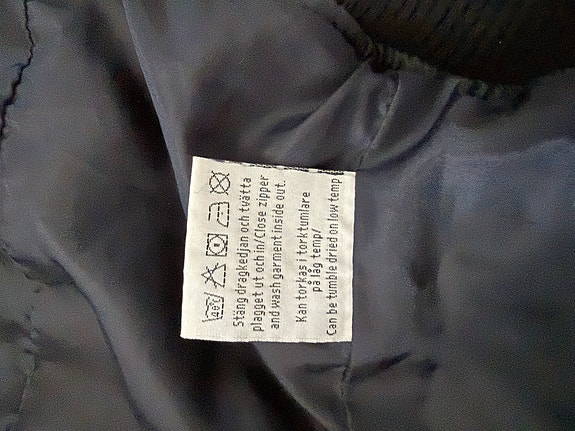 40°C
Stäng dragkedjan och tvätta
plagget ut och in/Close zipper
and wash garment inside out.
Kan torkas i torktumlare
på låg temp/
Can be tumble dried on low temp